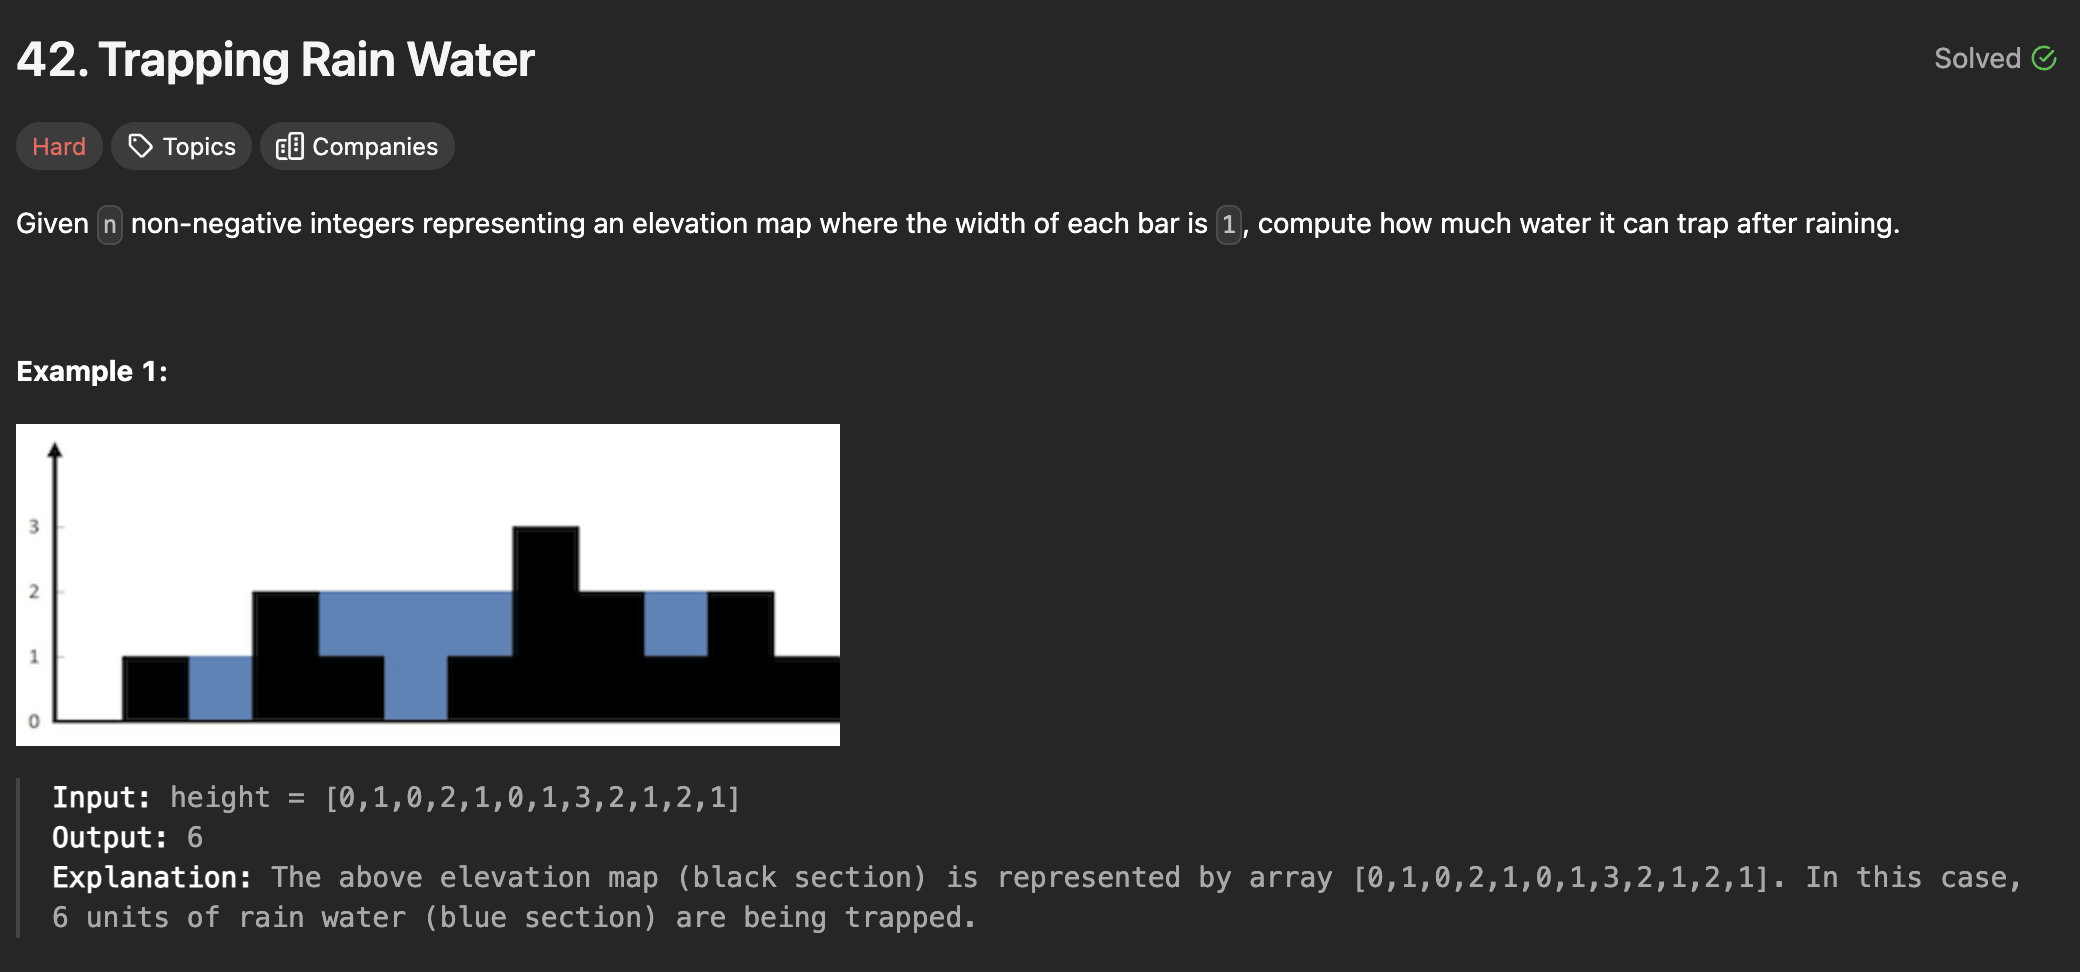 42. Trapping Rain Water
Solved
Hard Topics Companies
Given n non-negative integers representing an elevation map where the width of each bar is 1, compute how much water it can trap after raining.
Example 1:
3
2
1
0
Input: height = [0,1,0,2,1,0,1,3,2,1,2,1]
Output: 6
Explanation: The above elevation map (black section) is represented by array [0,1,0,2,1,0,1,3,2,1,2,1]. In this case,
6 units of rain water (blue section) are being trapped.